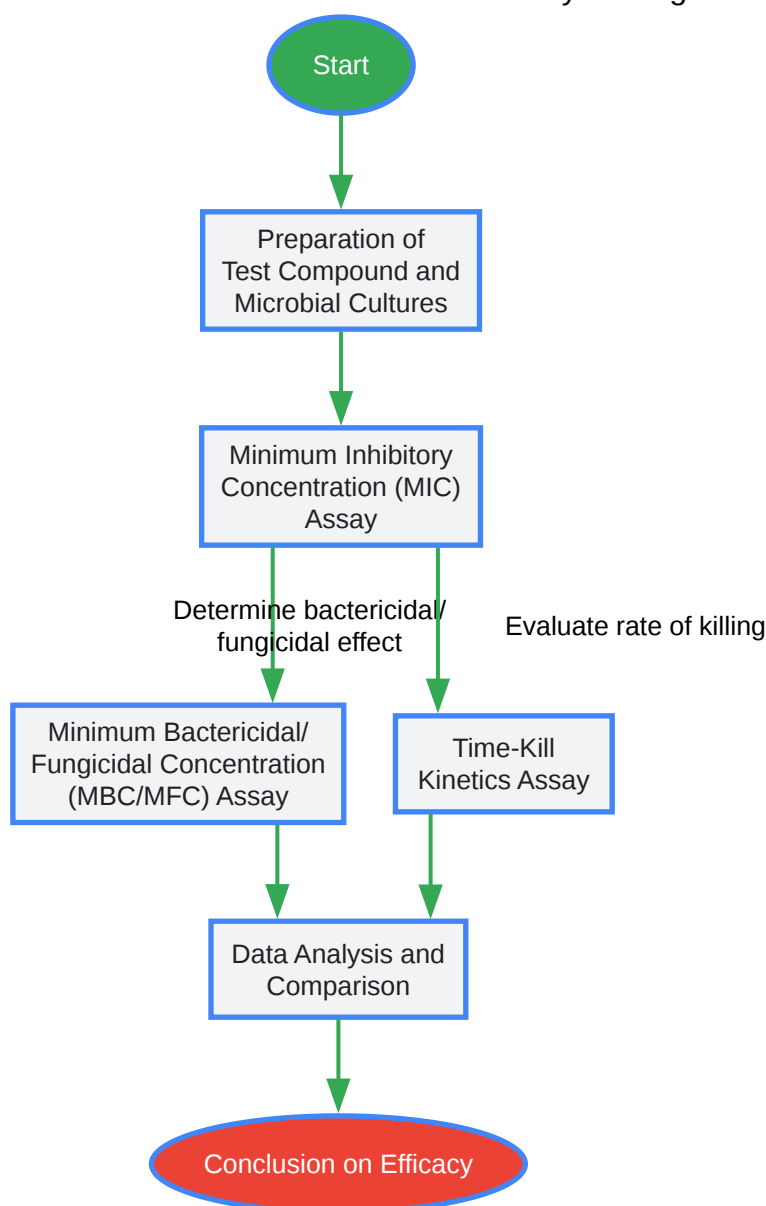 Start
Preparation of
Test Compound and
Microbial Cultures
Minimum Inhibitory
Concentration (MIC)
Assay
Determine bactericidal/
fungicidal effect
Evaluate rate of killing
Minimum Bactericidal/
Fungicidal Concentration
(MBC/MFC) Assay
Time-Kill
Kinetics Assay
Data Analysis and
Comparison
Conclusion on Efficacy